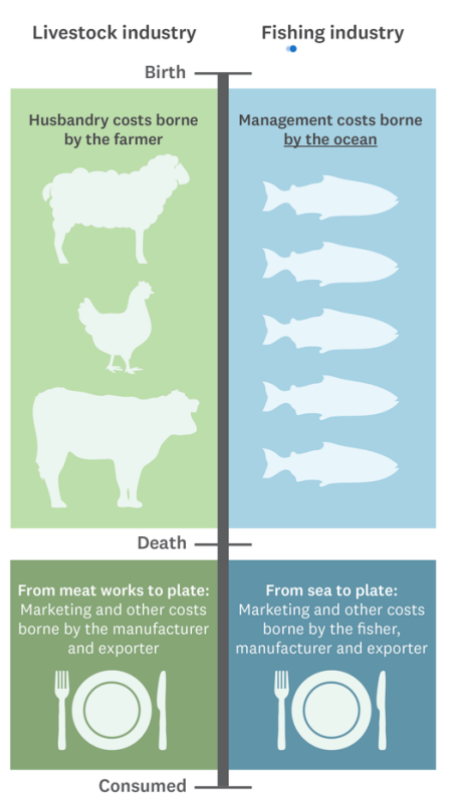 Livestock industry
Fishing industry
Birth
Husbandry costs borne
by the farmer
Management costs borne
by the ocean
Death
From meat works to plate:
Marketing and other costs
borne by the manufacturer
and exporter
From sea to plate:
Marketing and other costs
borne by the fisher,
manufacturer and exporter
Consumed